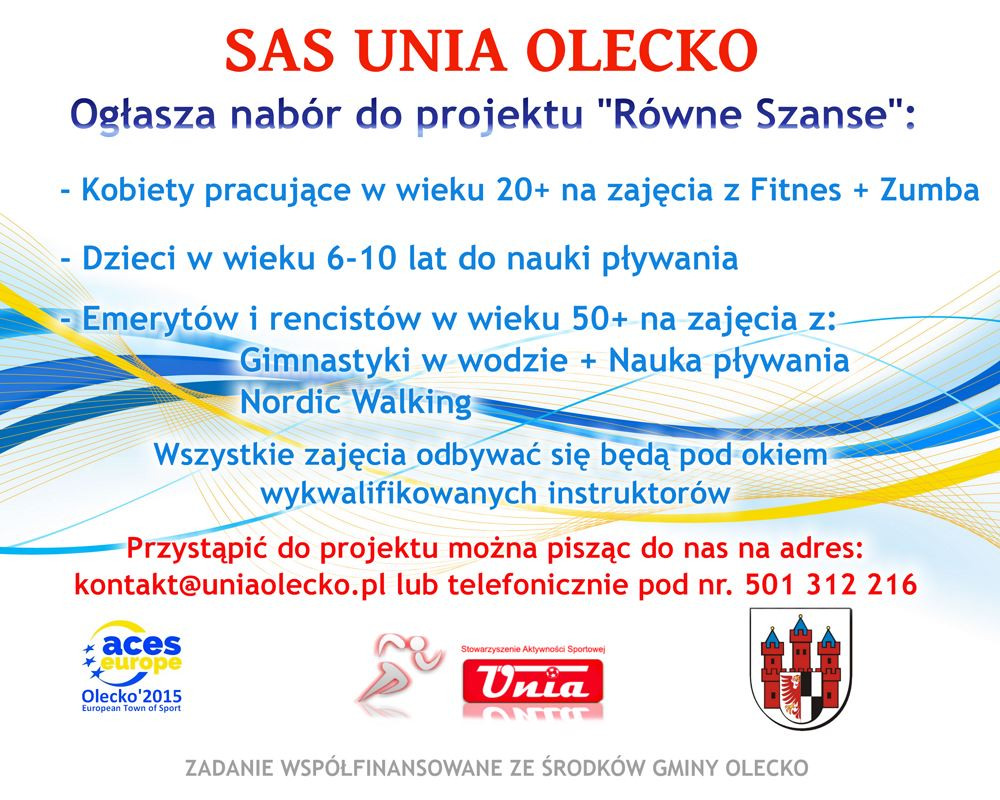 SAS UNIA OLECKO
Ogłasza nabór do projektu "Równe Szanse":
- Kobiety pracujące w wieku 20+ na zajęcia z Fitnes + Zumba
- Dzieci w wieku 6-10 lat do nauki pływania
- Emerytów i rencistów w wieku 50+ na zajęcia z:
Gimnastyki w wodzie + Nauka pływania
Nordic Walking
Wszystkie zajęcia odbywać się będą pod okiem
wykwalifikowanych instruktorów
Przystąpić do projektu można pisząc do nas na adres:
kontakt@uniaolecko.pl lub telefonicznie pod nr. 501 312 216
aces
europe
Olecko'2015
European Town of Sport
Stowarzyszenie Aktywności Sportowej
Unia
ZADANIE WSPÓŁFINANSOWANE ZE ŚRODKÓW GMINY OLECKO